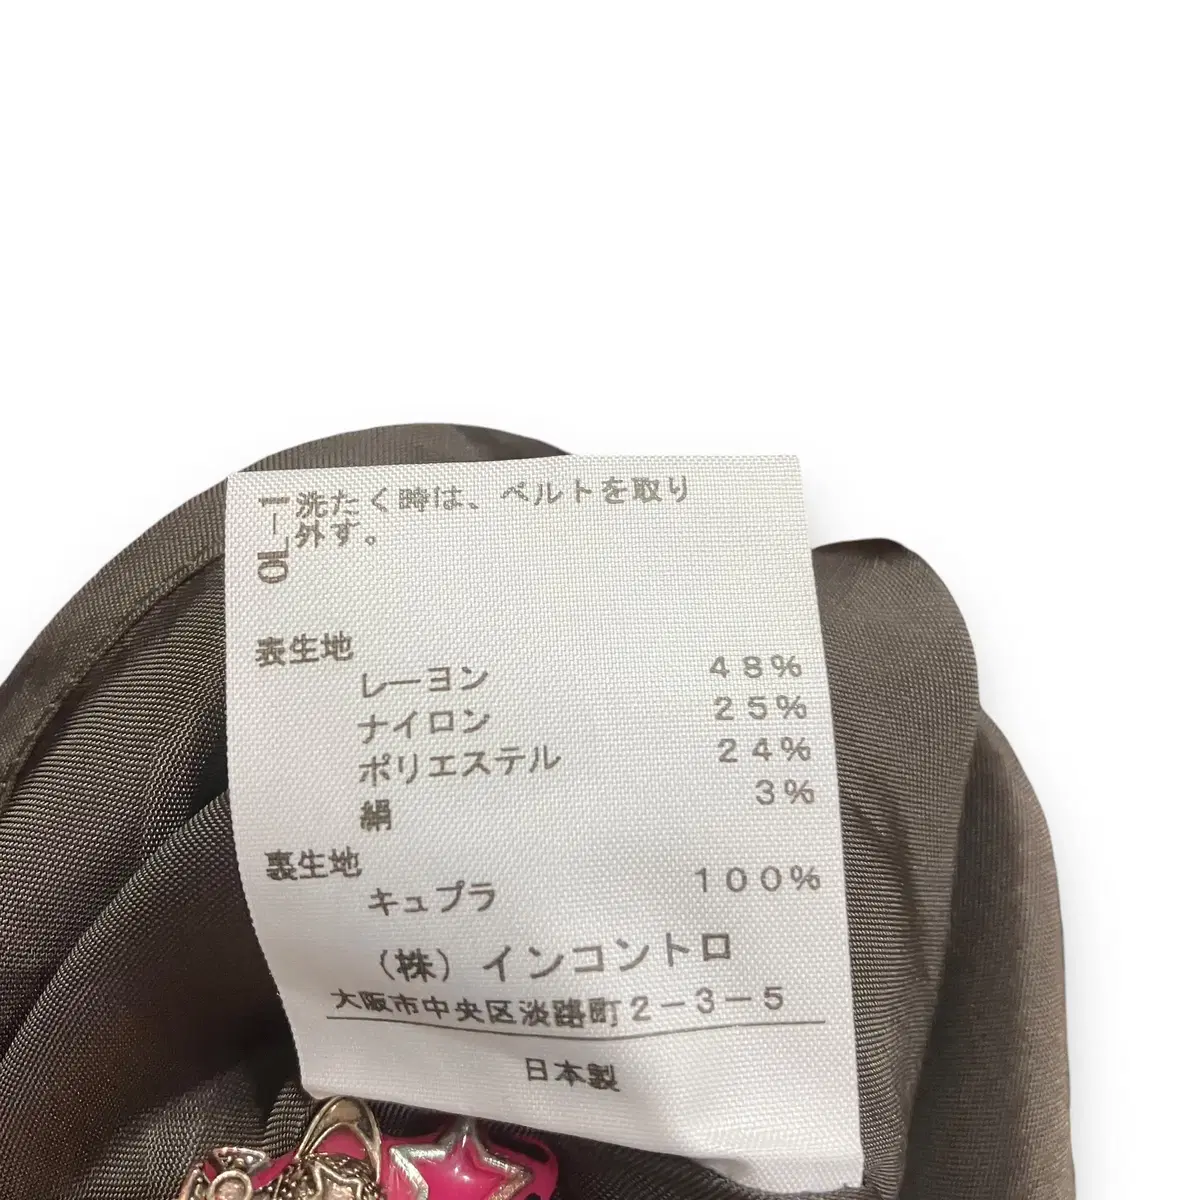 洗たく時は、ベルトを取り
外す。
表生地
レーヨン 48%
ナイロン 25%
ポリエステル 24%
絹 3%
裏生地
キュプラ 100%
(株)インコントロ
大阪市中央区淡路町2-3-5
日本製